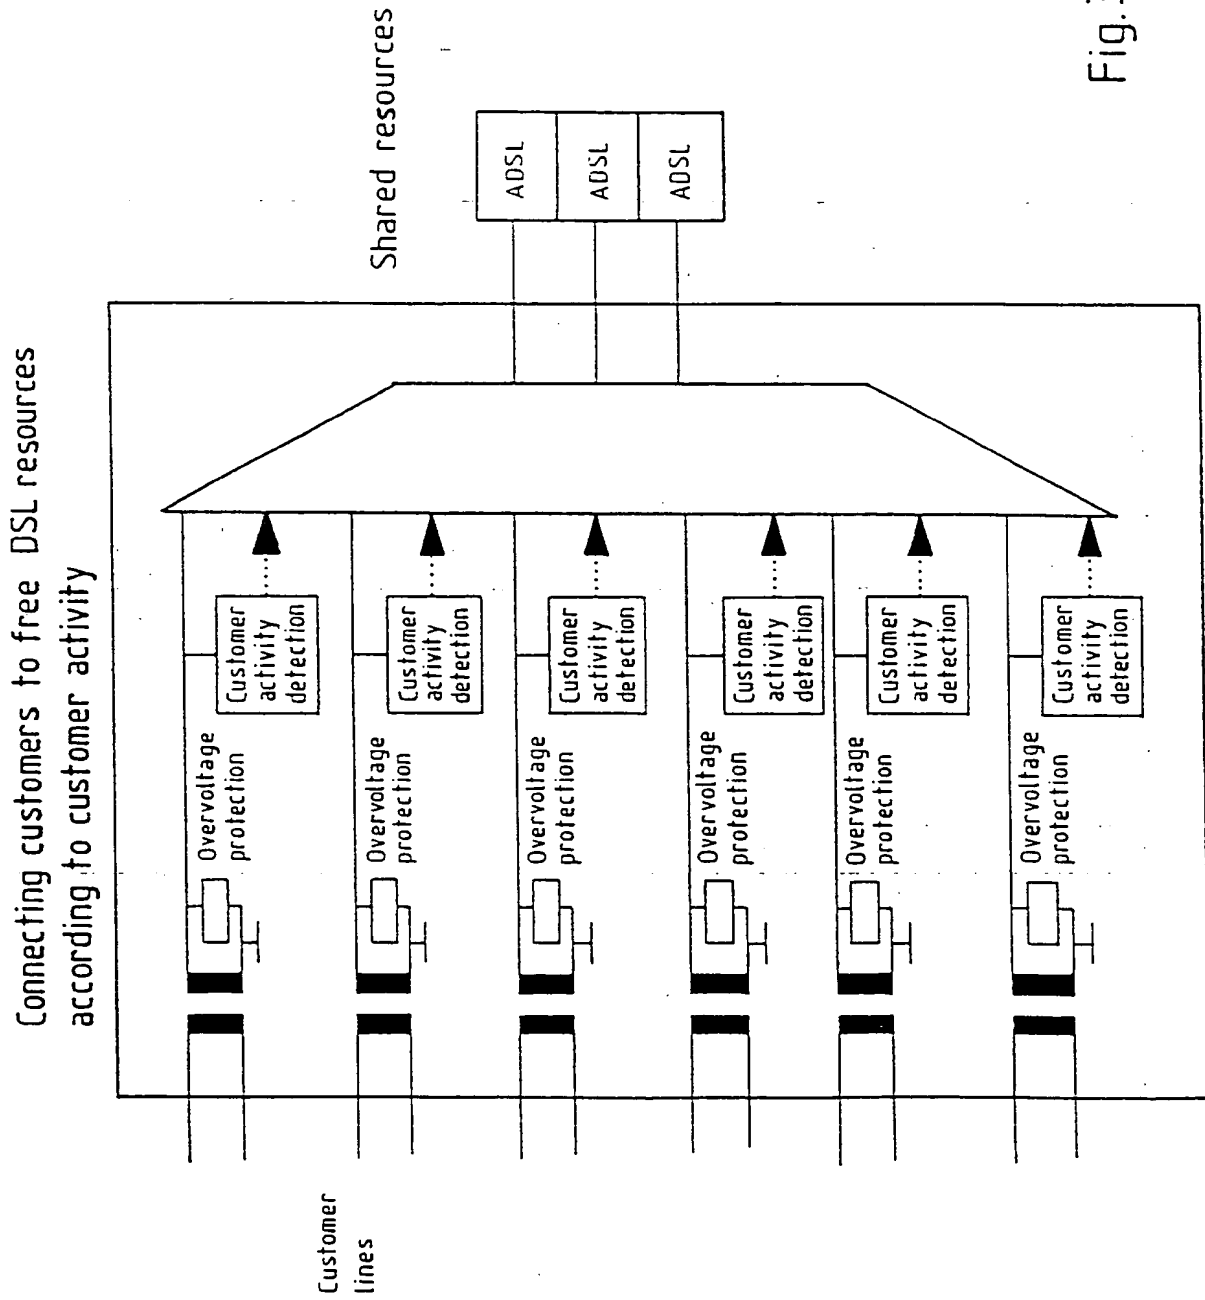 Connecting customers to free DSL resources
according to customer activity
Customer
lines
Overvoltage
protection
Customer
activity
detection
Overvoltage
protection
Customer
activity
detection
Overvoltage
protection
Customer
activity
detection
Overvoltage
protection
Customer
activity
detection
Overvoltage
protection
Customer
activity
detection
Overvoltage
protection
Customer
activity
detection
Shared resources
ADSL
ADSL
ADSL
Fig.